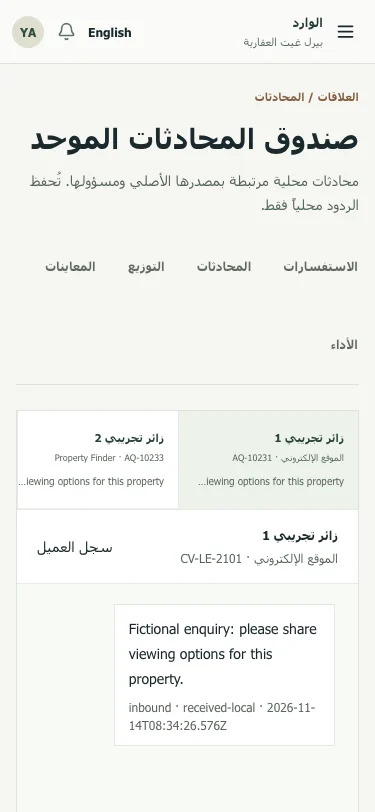 الوارد
بيرل غيت العقارية
English
YA
العلاقات / المحادثات
صندوق المحادثات الموحد
محادثات محلية مرتبطة بمصدرها الأصلي ومسؤولها. تُحفظ
الردود محلياً فقط.
الاستفسارات
المحادثات
التوزيع
المعاينات
الأداء
زائر تجريبي 1
الموقع الإلكتروني · AQ-10231
...iewing options for this property
زائر تجريبي 2
Property Finder · AQ-10233
...iewing options for this property
زائر تجريبي 1
الموقع الإلكتروني · CV-LE-2101
سجل العميل
Fictional enquiry: please share
viewing options for this
property.
inbound · received-local · 2026-11-
14T08:34:26.576Z